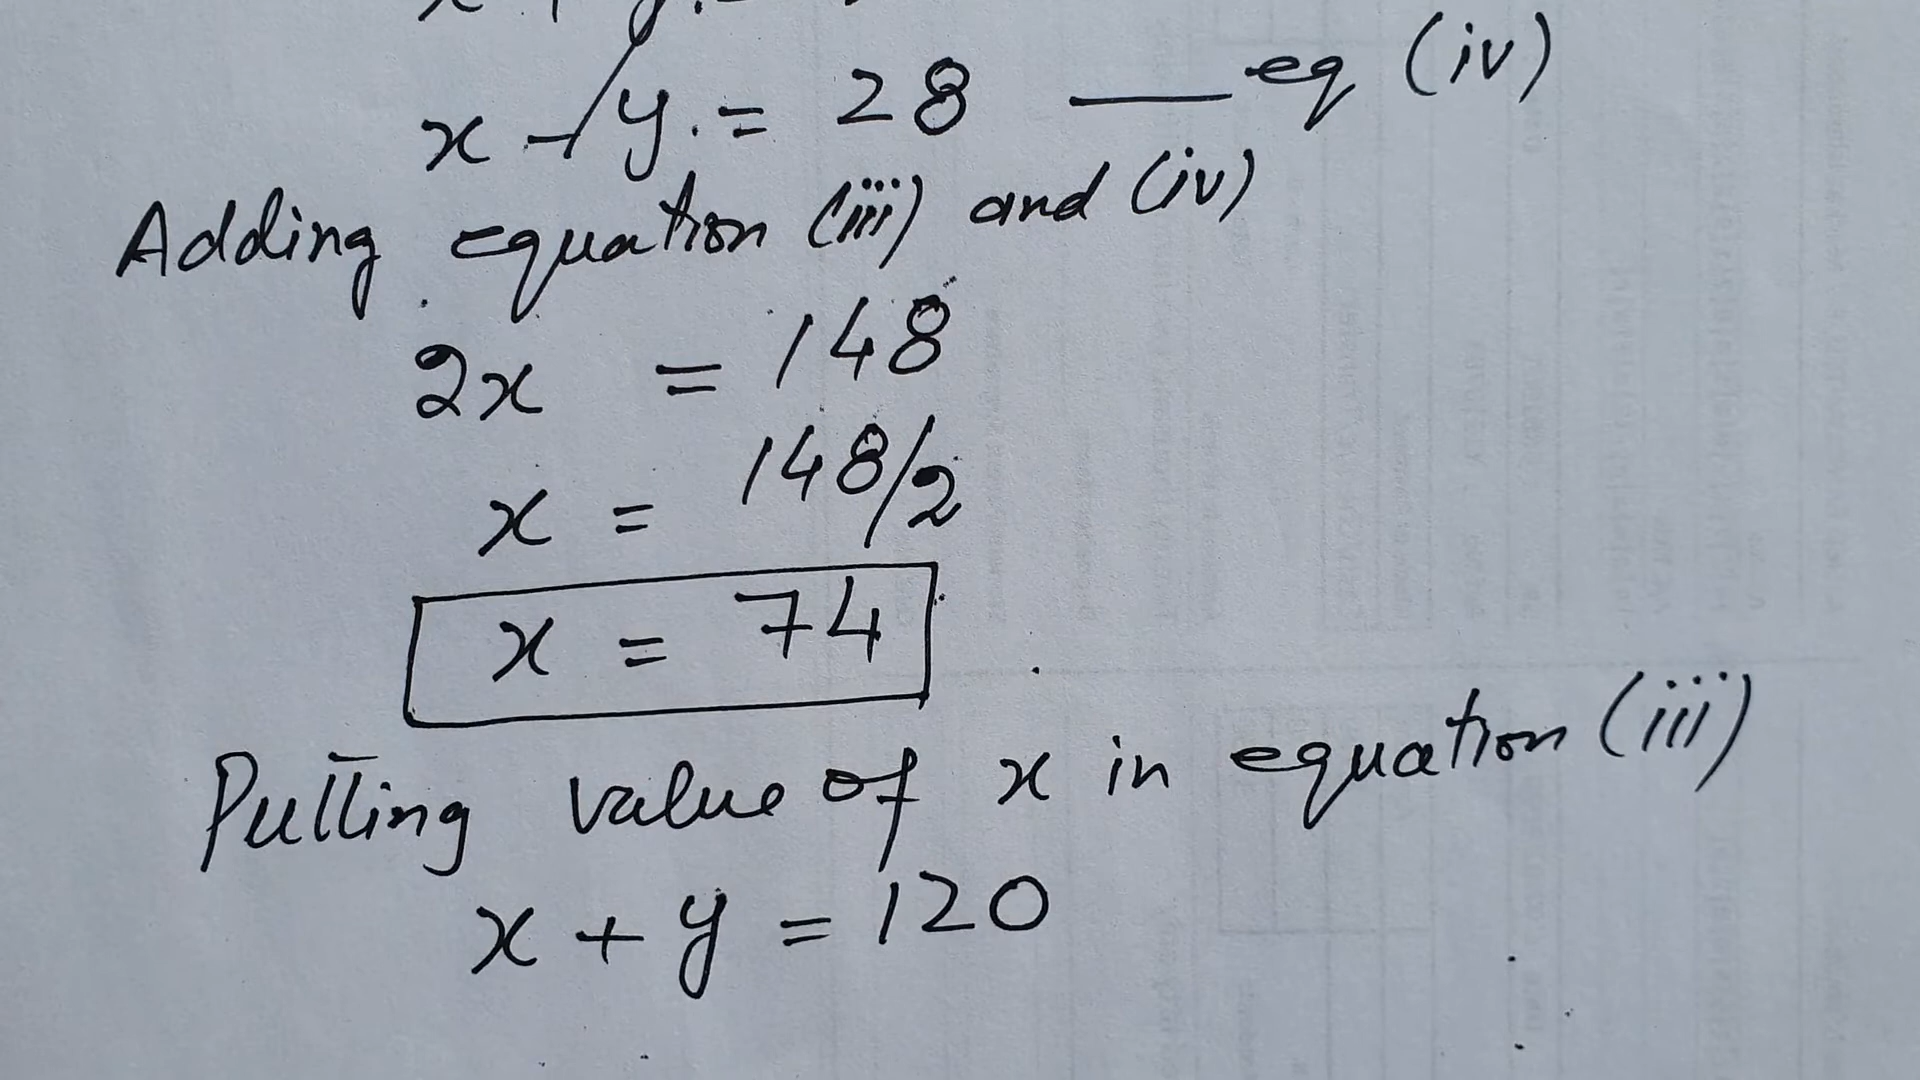 x - y = 28 ___ eq (iv)
Adding equation (iii) and (iv)
2x = 148
x = 148/2
x = 74
Putting value of x in equation (iii)
x + y = 120